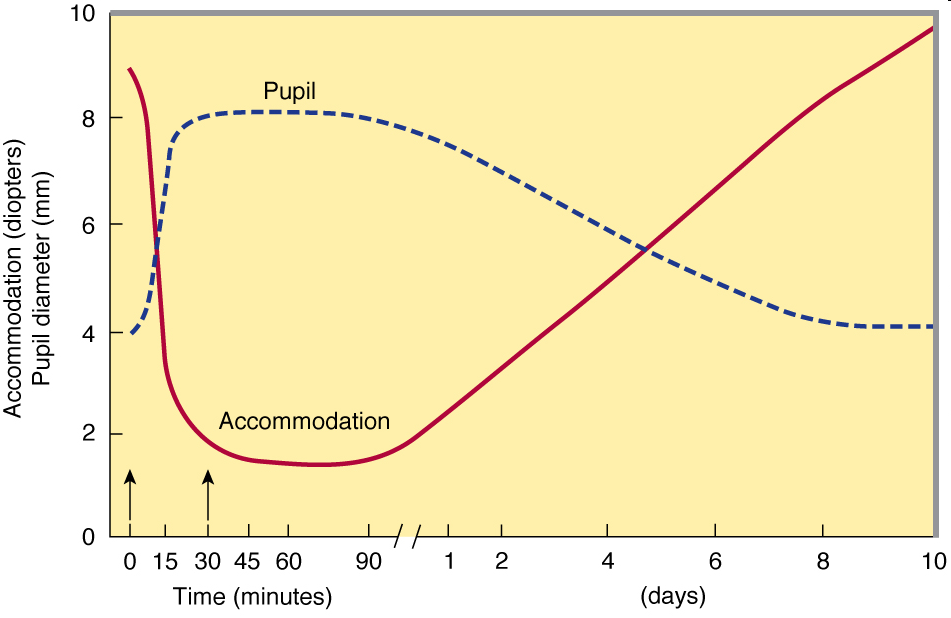 Accommodation (diopters)
Pupil diameter (mm)
10
8
6
4
2
0
Pupil
Accommodation
0 15 30 45 60 90 1 2 4 6 8 10
Time (minutes) (days)